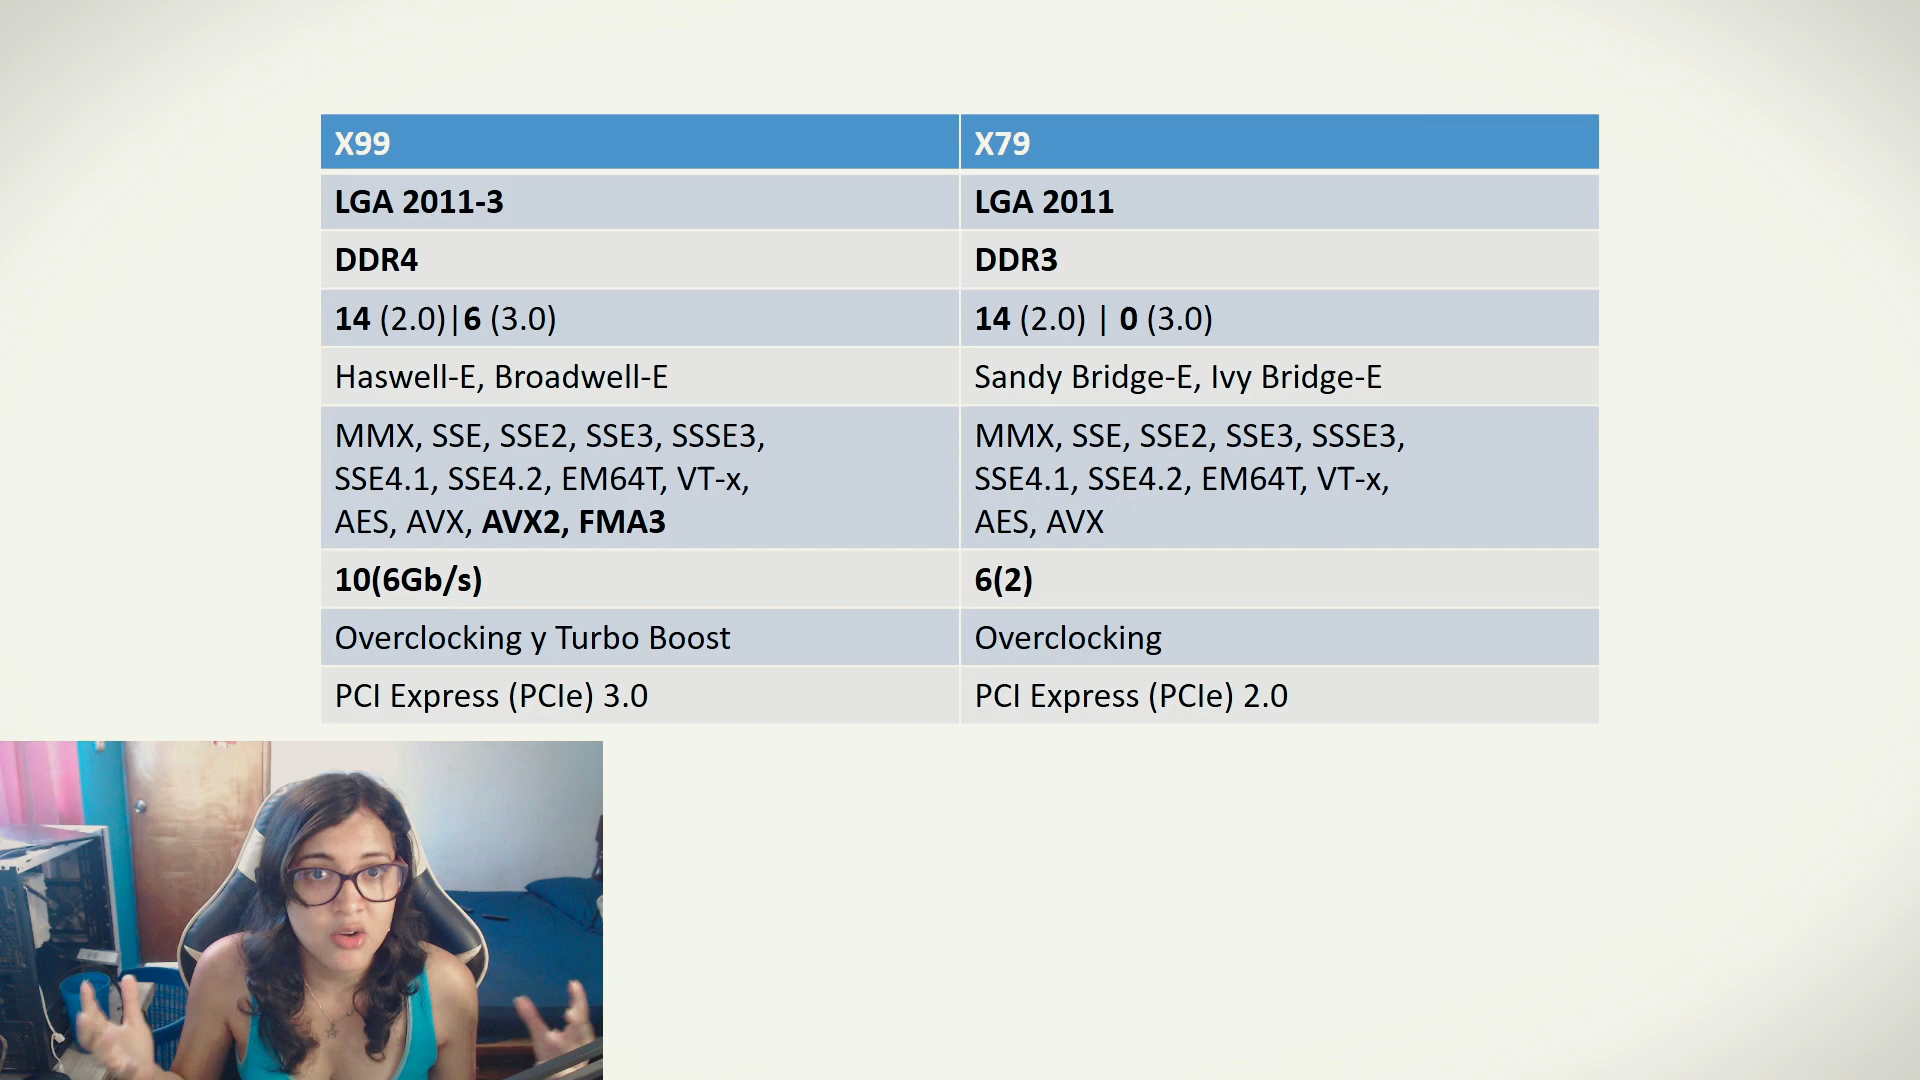 X99
X79
LGA 2011-3
LGA 2011
DDR4
DDR3
14 (2.0)|6 (3.0)
14 (2.0) | 0 (3.0)
Haswell-E, Broadwell-E
Sandy Bridge-E, Ivy Bridge-E
MMX, SSE, SSE2, SSE3, SSSE3,
SSE4.1, SSE4.2, EM64T, VT-x,
AES, AVX, AVX2, FMA3
MMX, SSE, SSE2, SSE3, SSSE3,
SSE4.1, SSE4.2, EM64T, VT-x,
AES, AVX
10(6Gb/s)
6(2)
Overclocking y Turbo Boost
Overclocking
PCI Express (PCIe) 3.0
PCI Express (PCIe) 2.0